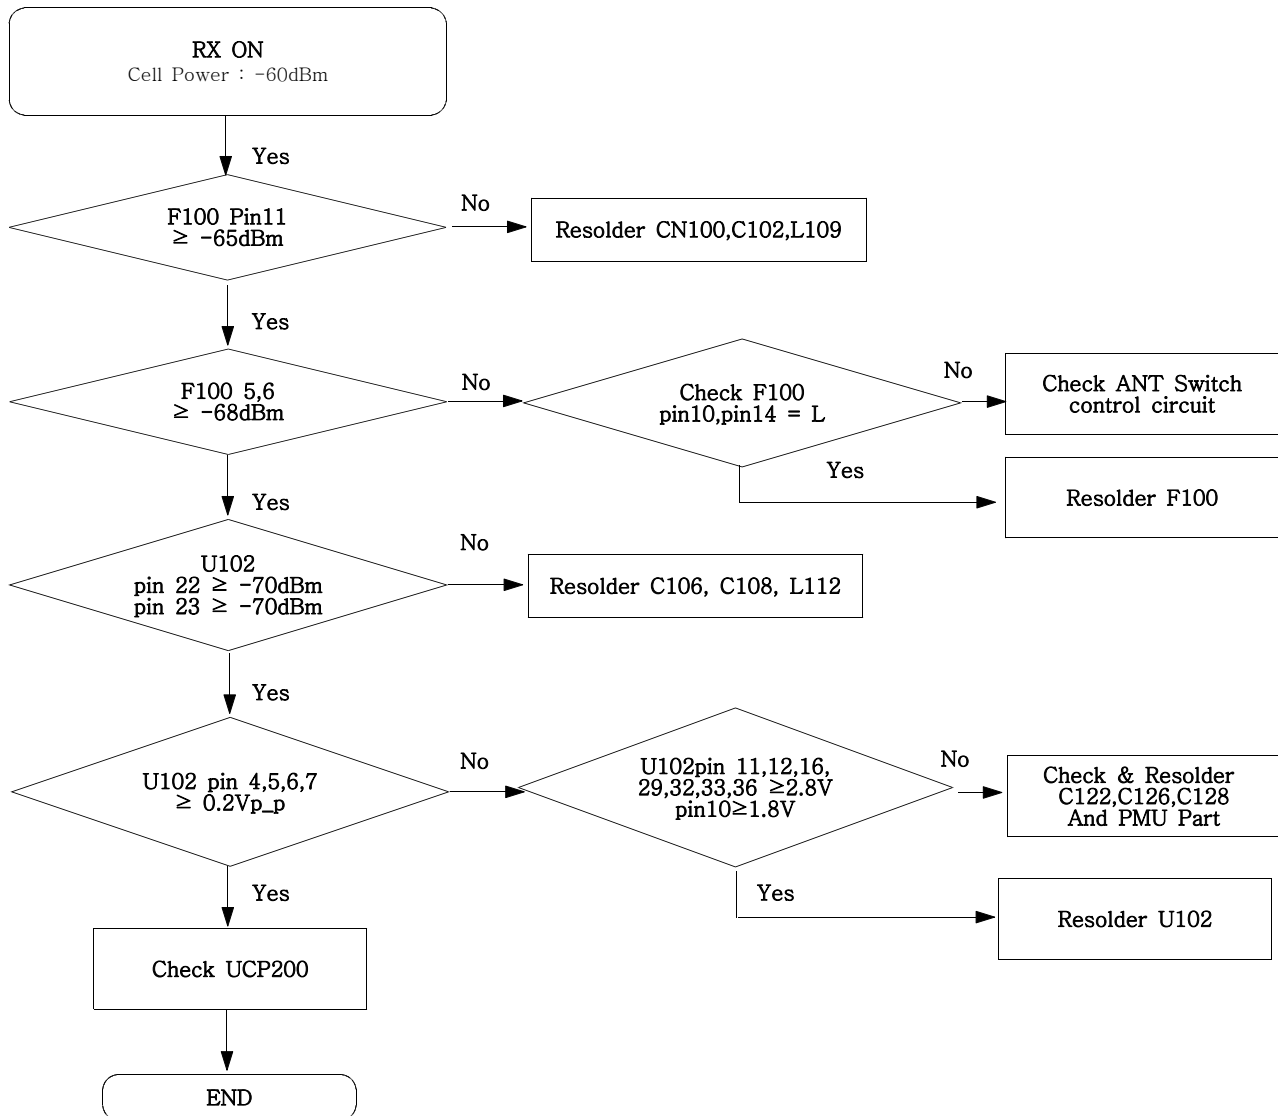 RX ON
Cell Power : -60dBm
Yes
F100 Pin11
≥ -65dBm
No
Resolder CN100,C102,L109
Yes
F100 5,6
≥ -68dBm
No
Check F100
pin10,pin14 = L
No
Check ANT Switch
control circuit
Yes
Resolder F100
Yes
U102
pin 22 ≥ -70dBm
pin 23 ≥ -70dBm
No
Resolder C106, C108, L112
Yes
U102 pin 4,5,6,7
≥ 0.2Vp_p
No
U102pin 11,12,16,
29,32,33,36 ≥2.8V
pin10≥1.8V
No
Check & Resolder
C122,C126,C128
And PMU Part
Yes
Resolder U102
Yes
Check UCP200
END